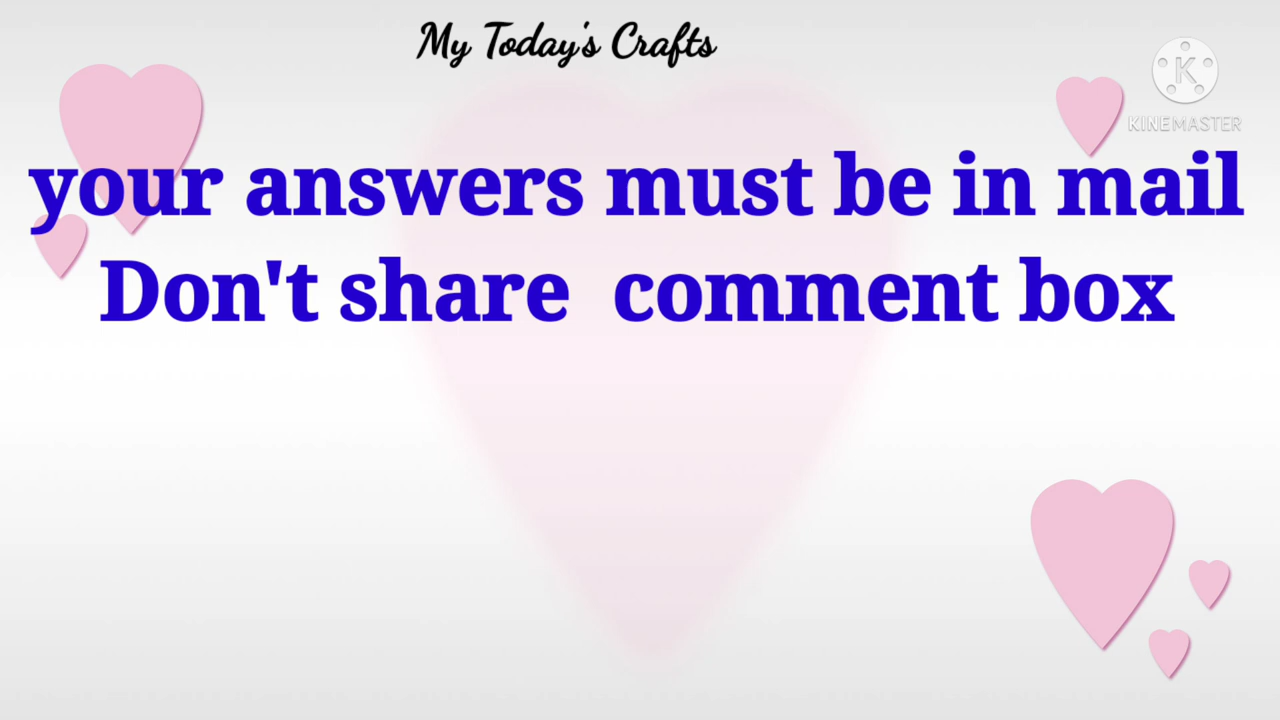 My Today's Crafts
K
KINEMASTER
your answers must be in mail
Don't share comment box